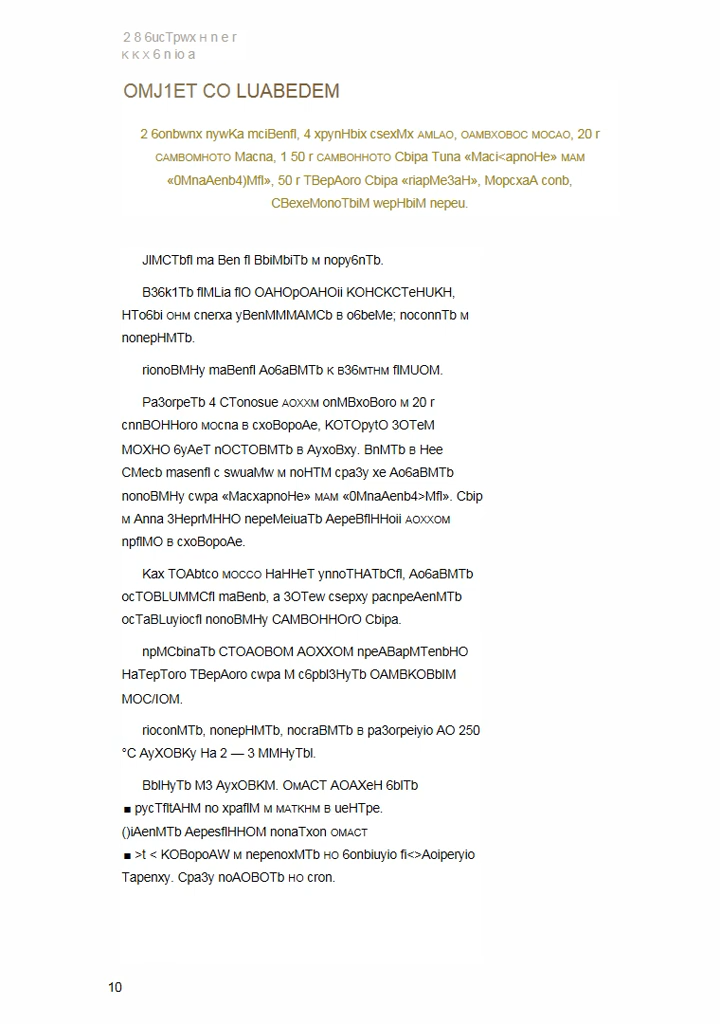 2 8 6ucTpwx н n e r
к к x 6 n io a
OMJ1ET CO LUABEDEM
2 6onbwnx nywKa mciBenfl, 4 xpynHbix csexMx AMLAO, OAMBXOBOC MOCAO, 20 r
CAMBOMHOTO Macna, 1 50 r CAMBOHHOTO Cbipa Tuna «Maci<apnoHe» MAM
«0MnaAenb4)Mfl», 50 r TBepAoro Cbipa «riapMe3aH», MopcxaA conb,
CBexeMonoTbiM wepHbiM nepeu.
JIMCTbfl ma Ben fl BbiMbiTb м nopy6nTb.
B36k1Tb flMLia flO OAHOpOAHOii KOHCKCTeHUKH,
HTo6bi OHM cnerxa yBenMMMAMCb в o6beMe; noconnTb м
nonepHMTb.
rionoBMHy maBenfl Ao6aBMTb к B36MTHM flMUOM.
Pa3orpeTb 4 CTonosue AOXXM onMBxoBoro м 20 r
cnnBOHHoro MOCna в cxoBopoAe, KOTOpytO 3OTeM
MOXHO 6yAeT nOCTOBMTb в AyxoBxy. BnMTb в Hee
CMecb masenfl c swuaMw м noHTM cpa3y xe Ao6aBMTb
nonoBMHy cwpa «MacxapnoHe» MAM «0MnaAenb4>Mfl». Cbip
м Anna 3HeprMHHO nepeMeiuaTb AepeBflHHoii AOXXOM
npflMO в cxoBopoAe.
Kax TOAbtco MOCCO HaHHeT ynnoTHATbCfl, Ao6aBMTb
ocTOBLUMMCfl maBenb, a 3OTew csepxy pacnpeAenMTb
ocTaBLuyiocfl nonoBMHy CAMBOHHOrO Cbipa.
npMCbinaTb CTOAOBOM AOXXOM npeABapMTenbHO
HaTepToro TBepAoro cwpa M c6pbl3HyTb OAMBKOBbIM
MOC/IOM.
rioconMTb, nonepHMTb, nocraBMTb в pa3orpeiyio AO 250
°C AyXOBKy Ha 2 — 3 MMHyTbl.
BblHyTb M3 AyxOBKM. OMACT AOAXeH 6blTb
■ pycTfltAHM no xpaflM м MATKHM в ueHTpe.
()iAenMTb AepesflHHOM nonaTxon OMACT
■ >t < KOBopoAW м nepenoxMTb HO 6onbiuyio fi<>Aoiperyio
Tapenxy. Cpa3y noAOBOTb HO cron.
10